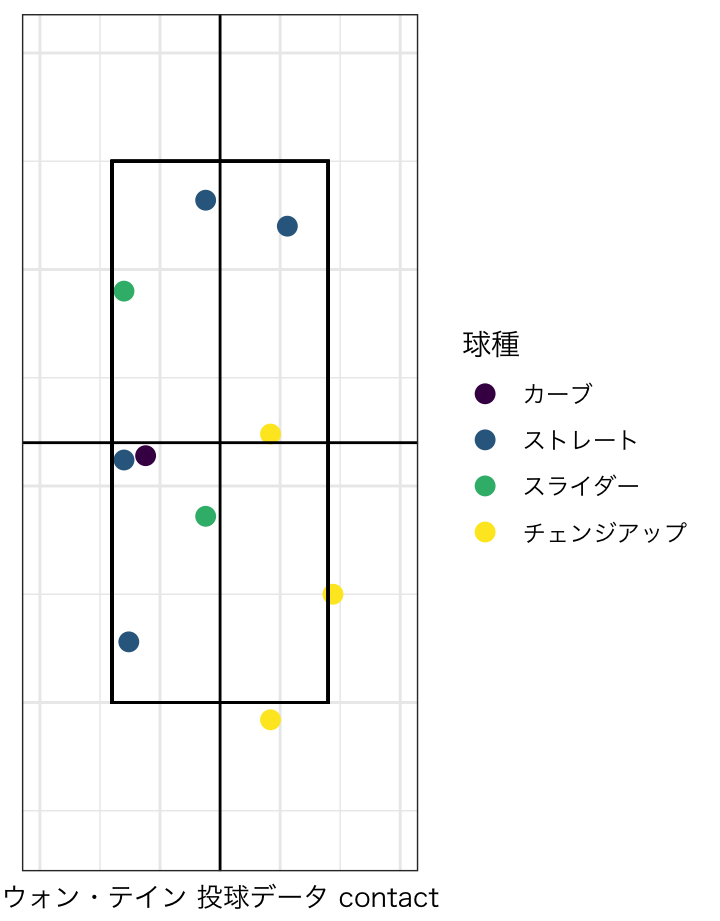 球種
カーブ
ストレート
スライダー
チェンジアップ
ウォン・テイン 投球データ contact